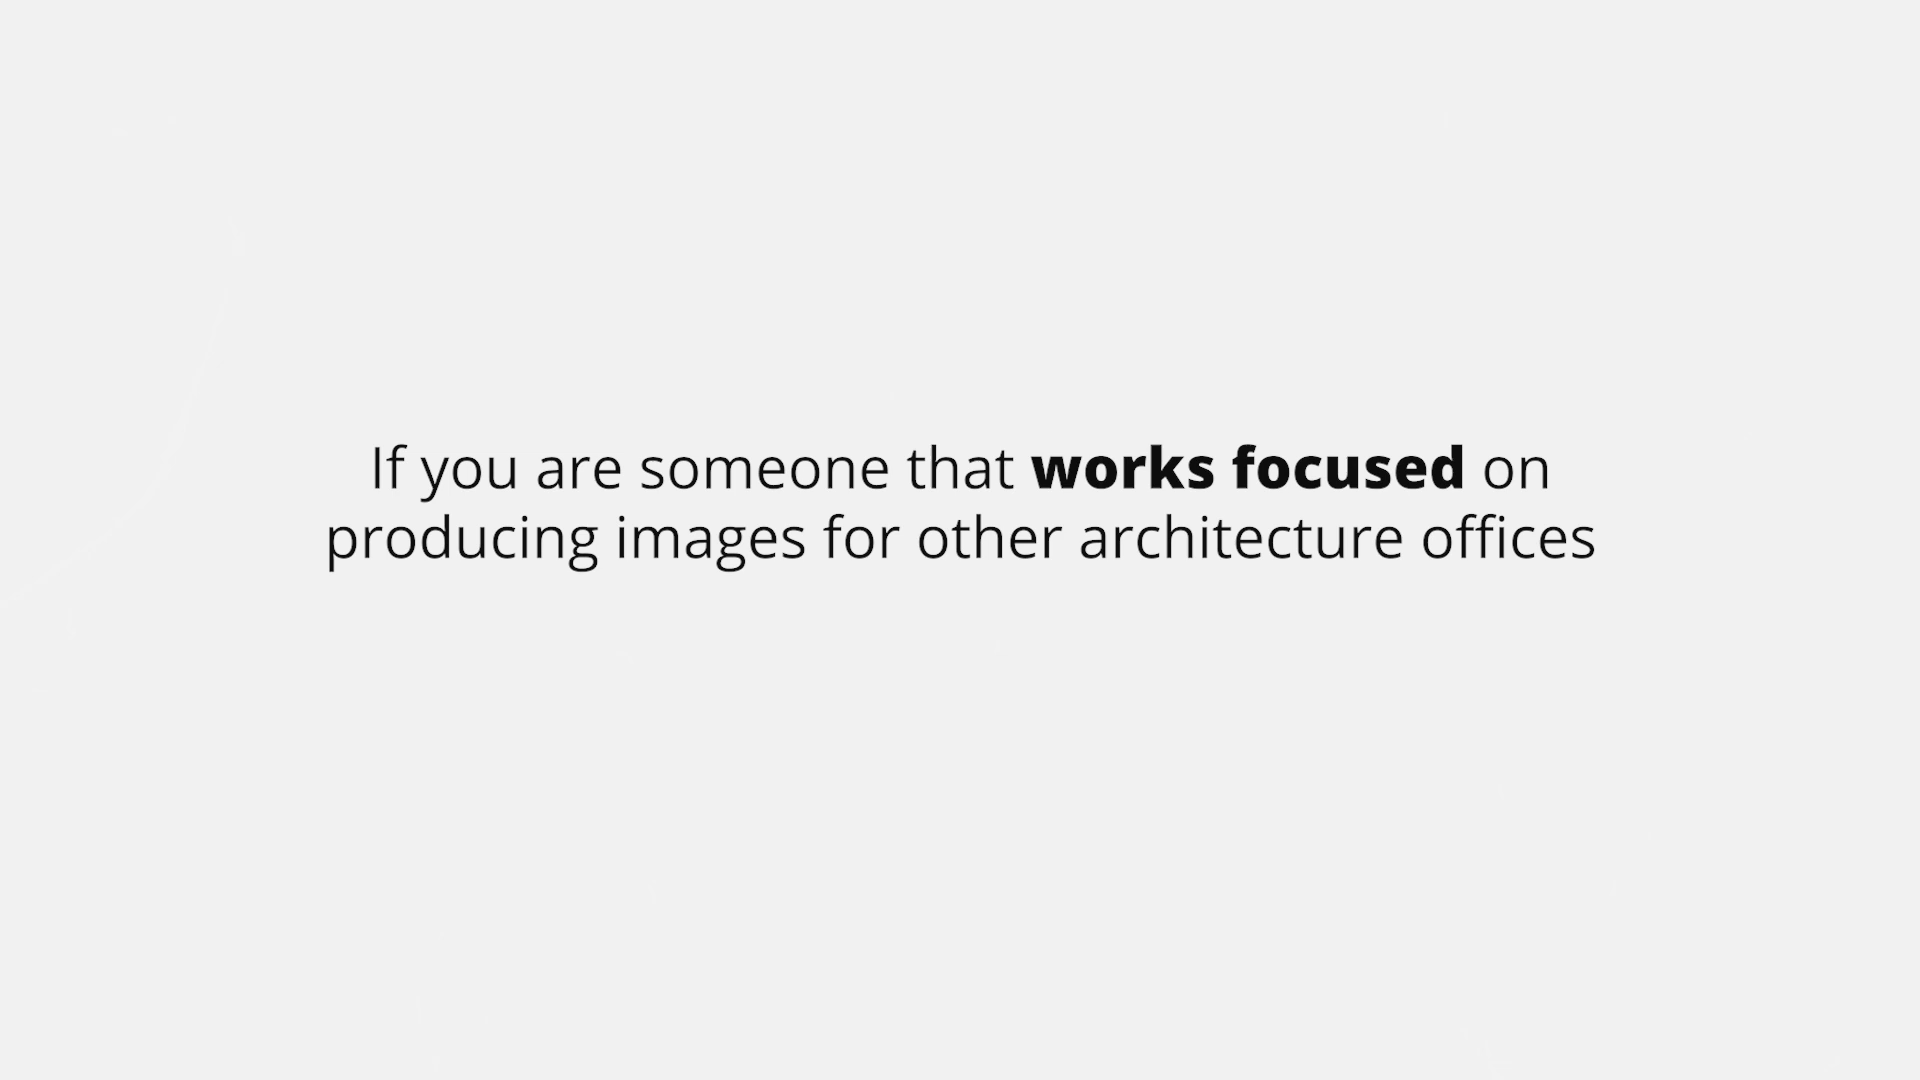 If you are someone that works focused on
producing images for other architecture offices